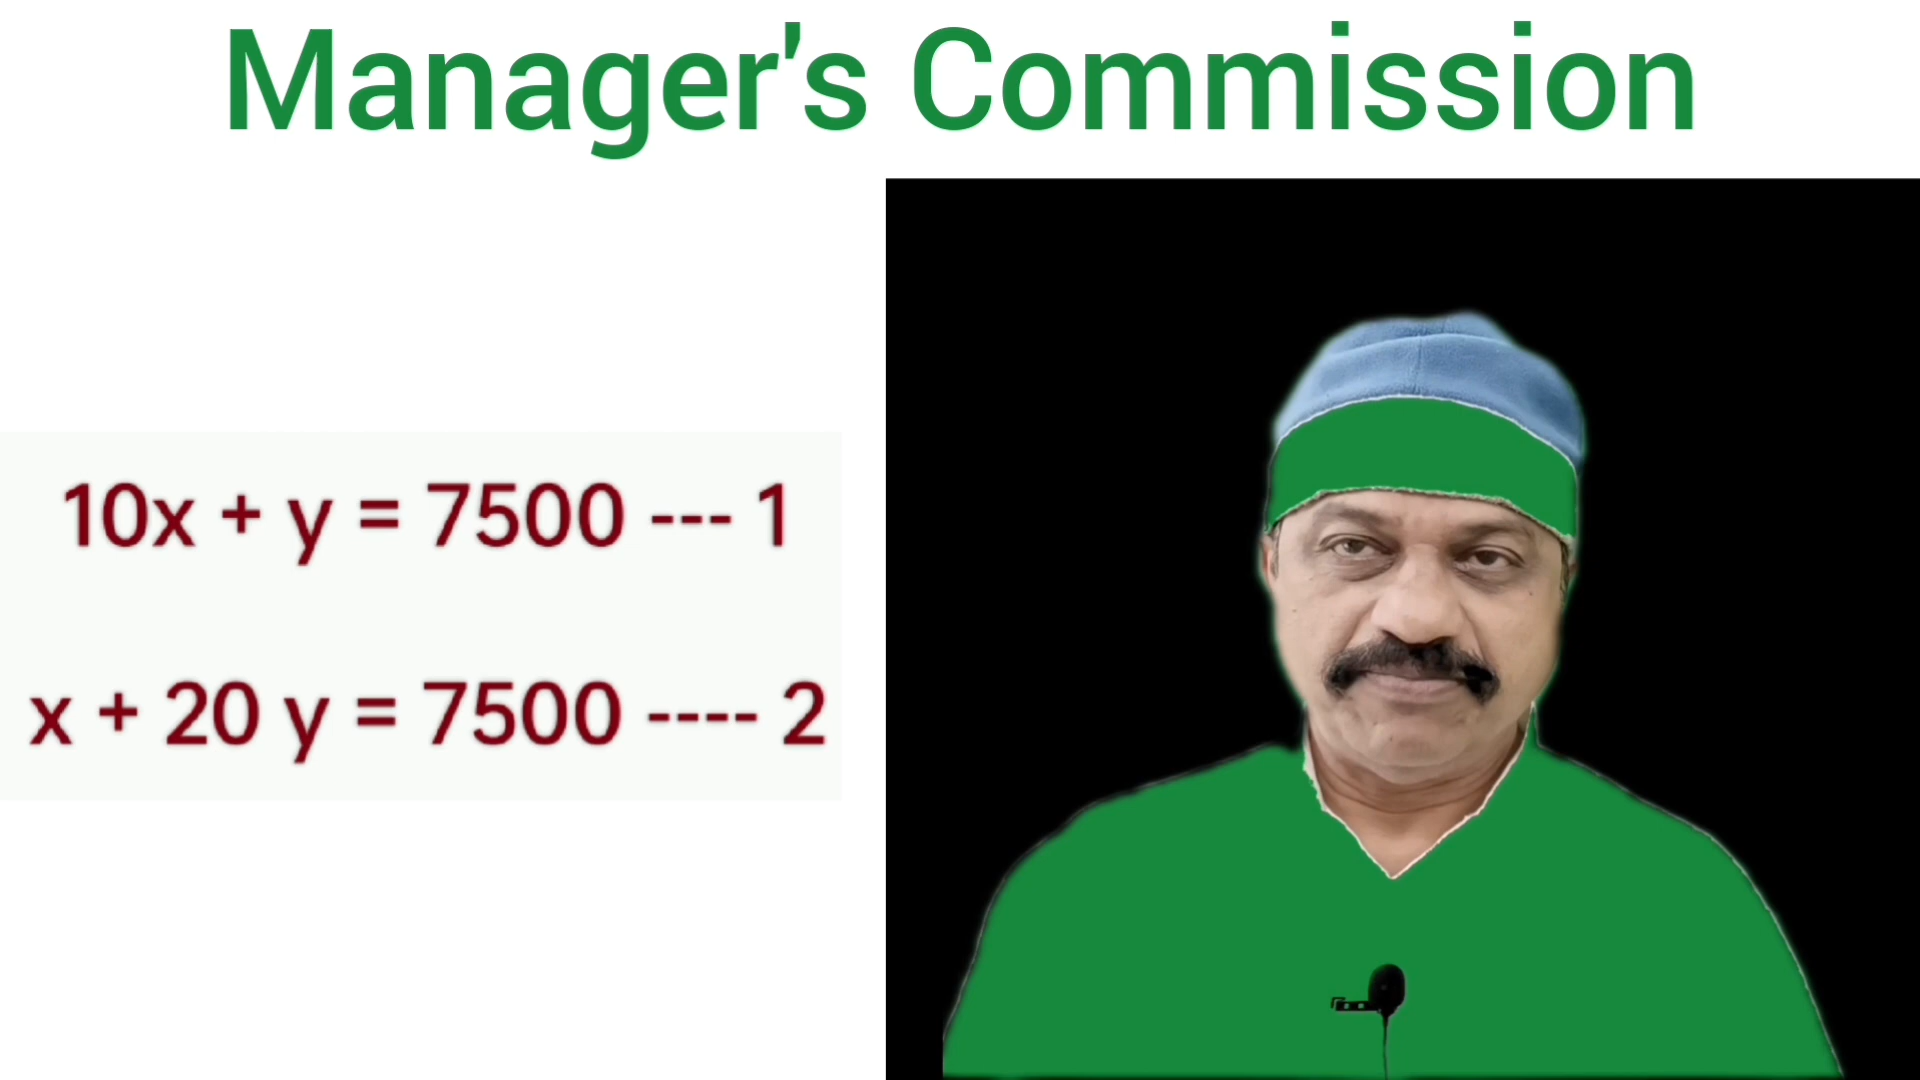 Manager's Commission
10x + y = 7500 --- 1
x + 20 y = 7500 ---- 2